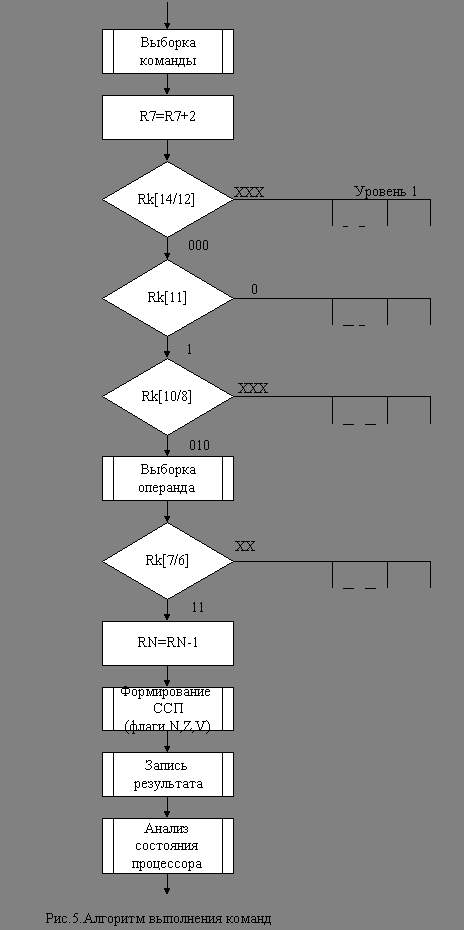 Выборка
команды
R7=R7+2
Rk[14/12]
XXX
Уровень 1
000
Rk[11]
0
1
Rk[10/8]
XXX
010
Выборка
операнда
Rk[7/6]
XX
11
RN=RN-1
Формирование
ССП
(флаги N,Z,V)
Запись
результата
Анализ
состояния
процессора
Рис.5.Алгоритм выполнения команд